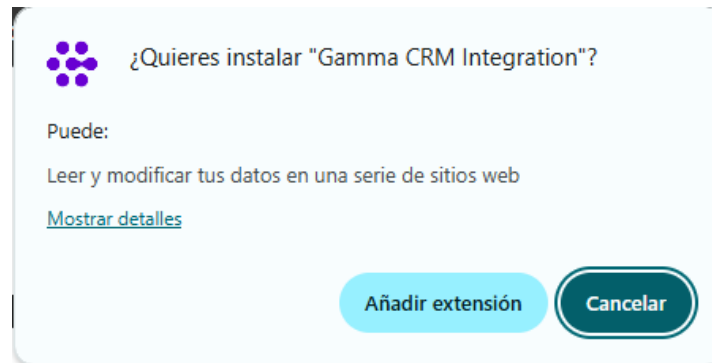 ¿Quieres instalar "Gamma CRM Integration"?
Puede:
Leer y modificar tus datos en una serie de sitios web
Mostrar detalles
Añadir extensión
Cancelar